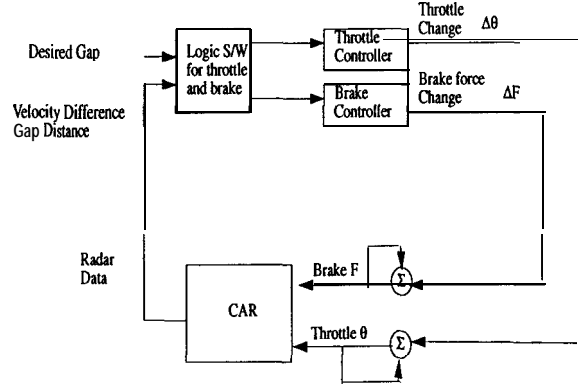 Throttle
Change Δθ
Desired Gap
Logic S/W
for throttle
and brake
Throttle
Controller
Brake force
Change ΔF
Brake
Controller
Velocity Difference
Gap Distance
Radar
Data
Brake F
Σ
CAR
Throttle θ
Σ